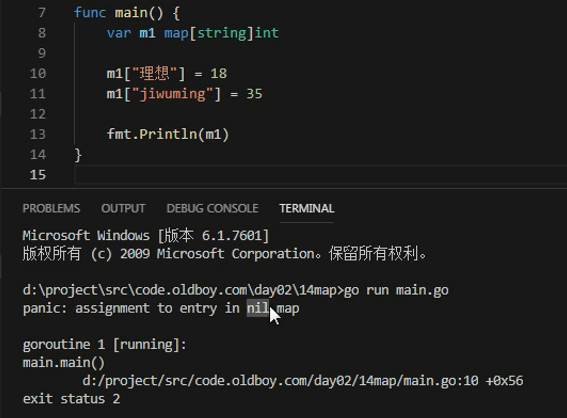 7 func main() {
8 var m1 map[string]int
9
10 m1["理想"] = 18
11 m1["jiwuming"] = 35
12
13 fmt.Println(m1)
14 }
15
PROBLEMS OUTPUT DEBUG CONSOLE TERMINAL
Microsoft Windows [版本 6.1.7601]
版权所有 (c) 2009 Microsoft Corporation。保留所有权利。
d:\project\src\code.oldboy.com\day02\14map>go run main.go
panic: assignment to entry in nil map
goroutine 1 [running]:
main.main()
d:/project/src/code.oldboy.com/day02/14map/main.go:10 +0x56
exit status 2